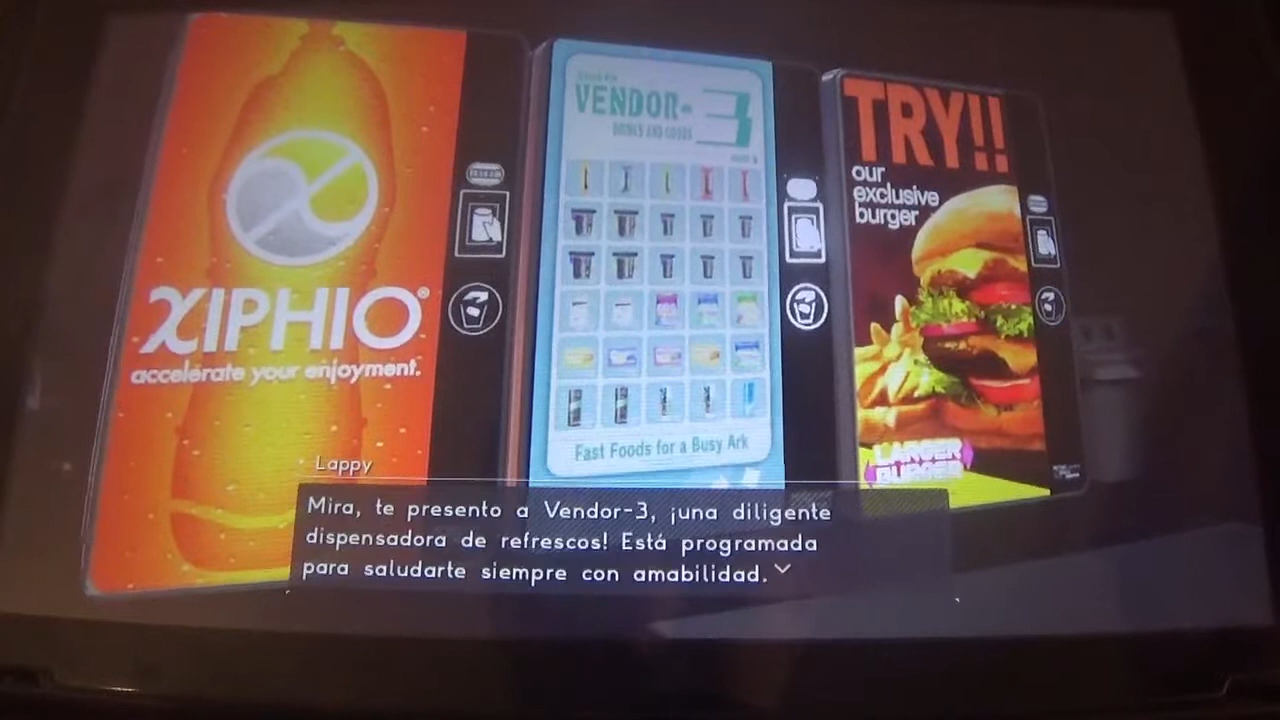 XIPHIO®
accelerate your enjoyment.
VENDOR-3
DRINKS AND GOODS
Fast Foods for a Busy Ark
TRY!!
our
exclusive
burger
LARGER
BURGER
Lappy
Mira, te presento a Vendor-3, ¡una diligente
dispensadora de refrescos! Está programada
para saludarte siempre con amabilidad.